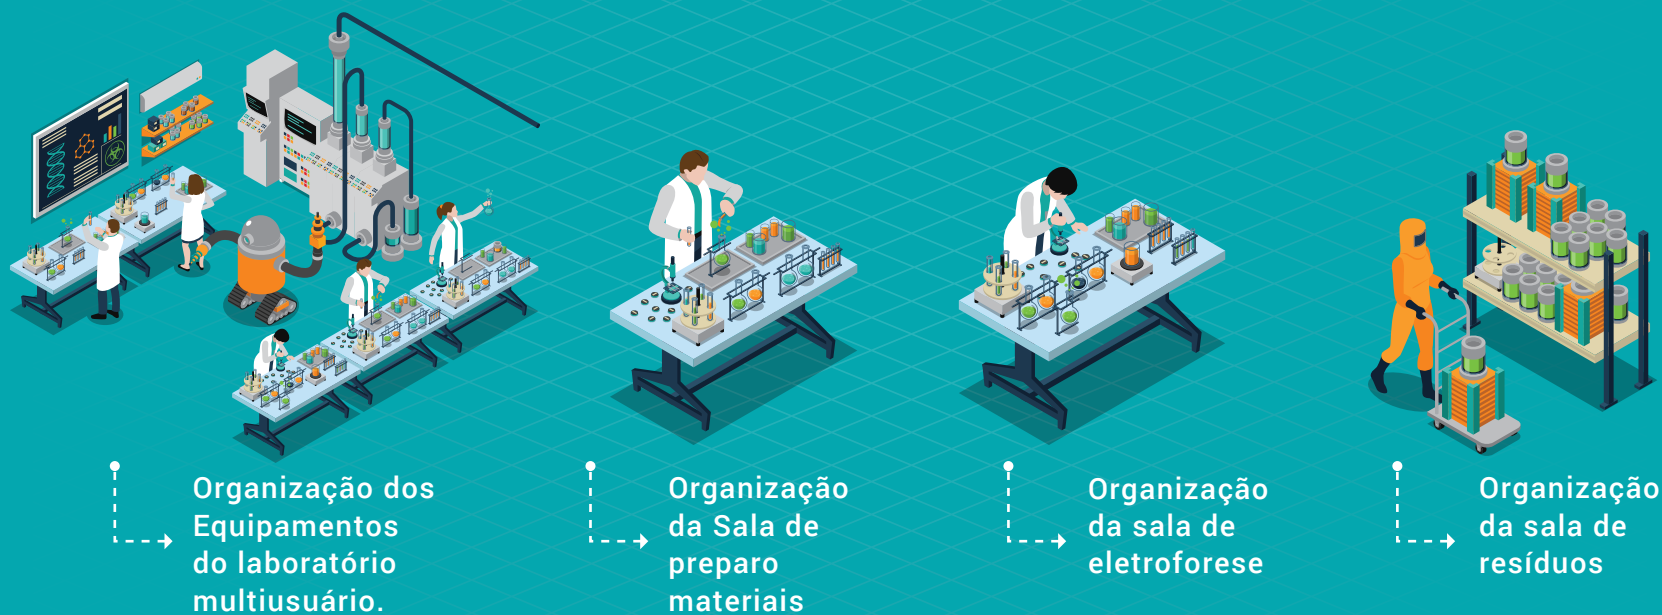 Organização dos
Equipamentos
do laboratório
multiusuário.
Organização
da Sala de
preparo
materiais
Organização
da sala de
eletroforese
Organização
da sala de
resíduos